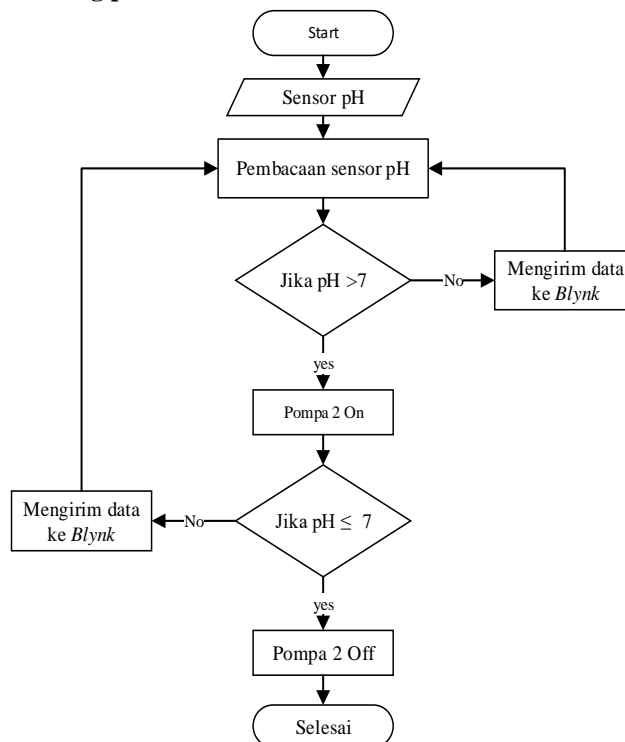 Start
Sensor pH
Pembacaan sensor pH
Jika pH >7
No
Mengirim data
ke Blynk
yes
Pompa 2 On
Mengirim data
ke Blynk
No
Jika pH ≤ 7
yes
Pompa 2 Off
Selesai